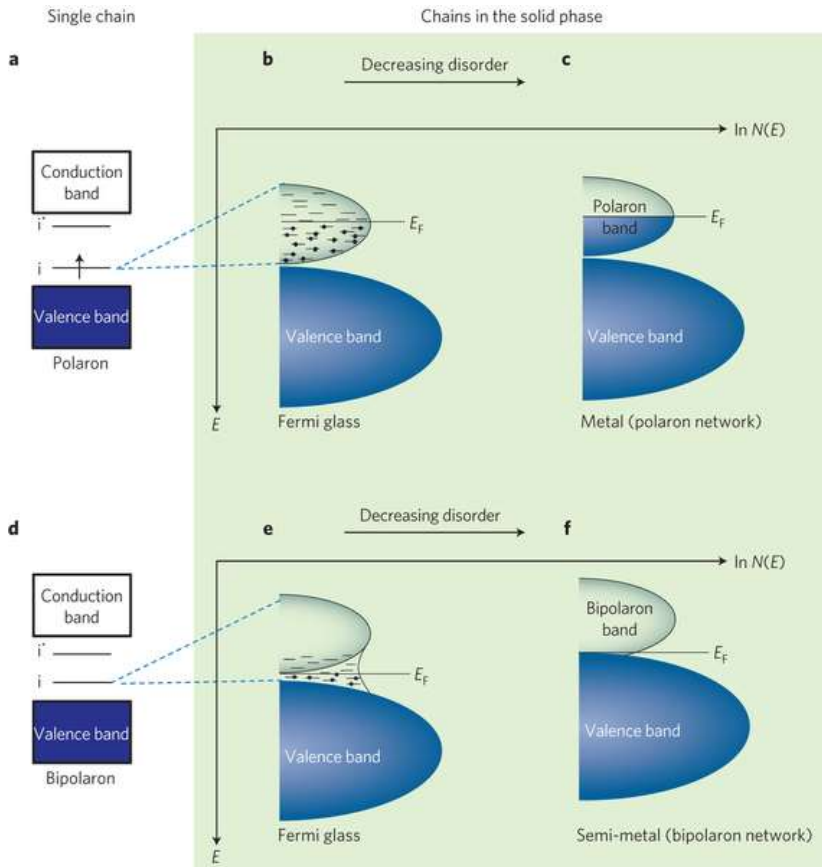 Single chain
Chains in the solid phase
a
b
Decreasing disorder
c
ln N(E)
Conduction
band
i*
i
Valence band
Polaron
E_F
Valence band
E
Fermi glass
Polaron
band
E_F
Valence band
Metal (polaron network)
d
e
Decreasing disorder
f
ln N(E)
Conduction
band
i*
i
Valence band
Bipolaron
E_F
Valence band
E
Fermi glass
Bipolaron
band
E_F
Valence band
Semi-metal (bipolaron network)